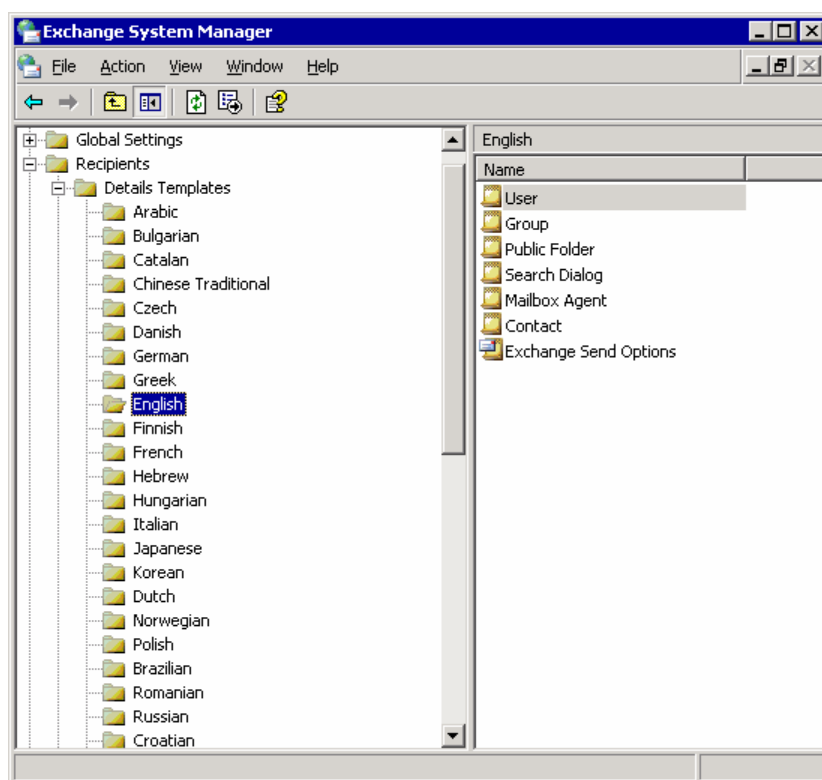 Exchange System Manager
File Action View Window Help
Global Settings
Recipients
Details Templates
Arabic
Bulgarian
Catalan
Chinese Traditional
Czech
Danish
German
Greek
English
Finnish
French
Hebrew
Hungarian
Italian
Japanese
Korean
Dutch
Norwegian
Polish
Brazilian
Romanian
Russian
Croatian
English
Name
User
Group
Public Folder
Search Dialog
Mailbox Agent
Contact
Exchange Send Options